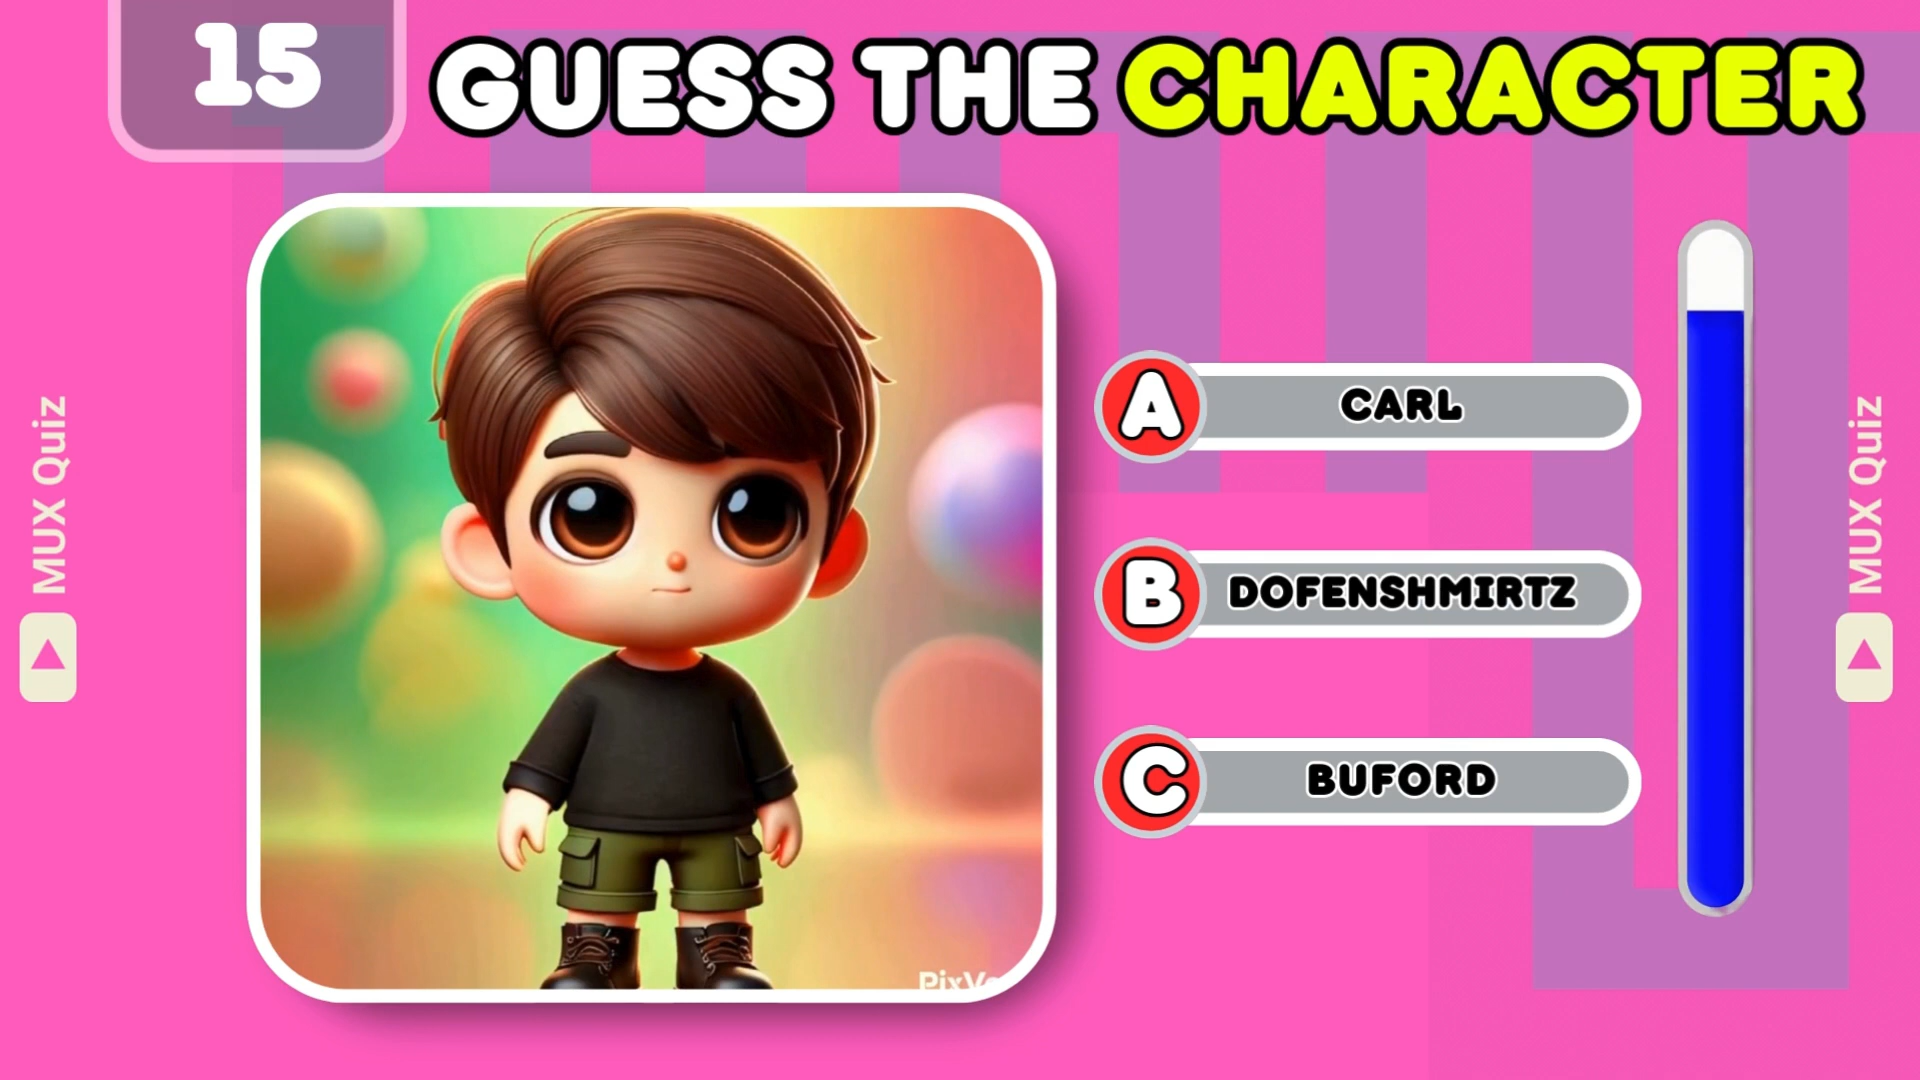 15
GUESS THE CHARACTER
MUX Quiz
A
CARL
B
DOFENSHMIRTZ
C
BUFORD
MUX Quiz